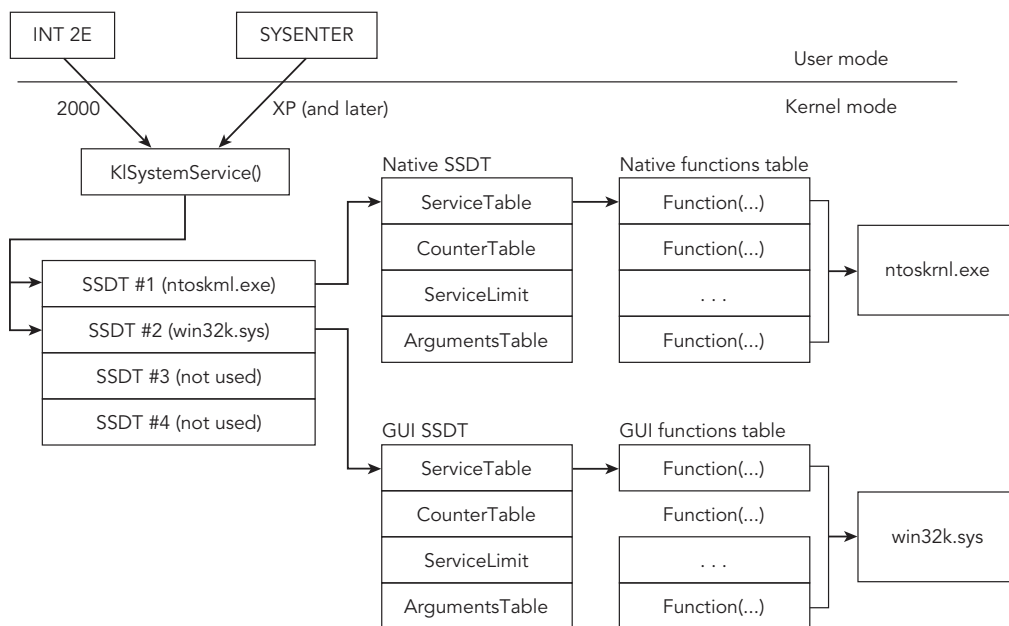 INT 2E
SYSENTER
User mode
2000
XP (and later)
Kernel mode
KlSystemService()
Native SSDT
Native functions table
ServiceTable
Function(...)
CounterTable
Function(...)
ServiceLimit
. . .
ArgumentsTable
Function(...)
ntoskrnl.exe
SSDT #1 (ntoskml.exe)
SSDT #2 (win32k.sys)
SSDT #3 (not used)
SSDT #4 (not used)
GUI SSDT
GUI functions table
ServiceTable
Function(...)
CounterTable
Function(...)
ServiceLimit
. . .
ArgumentsTable
Function(...)
win32k.sys